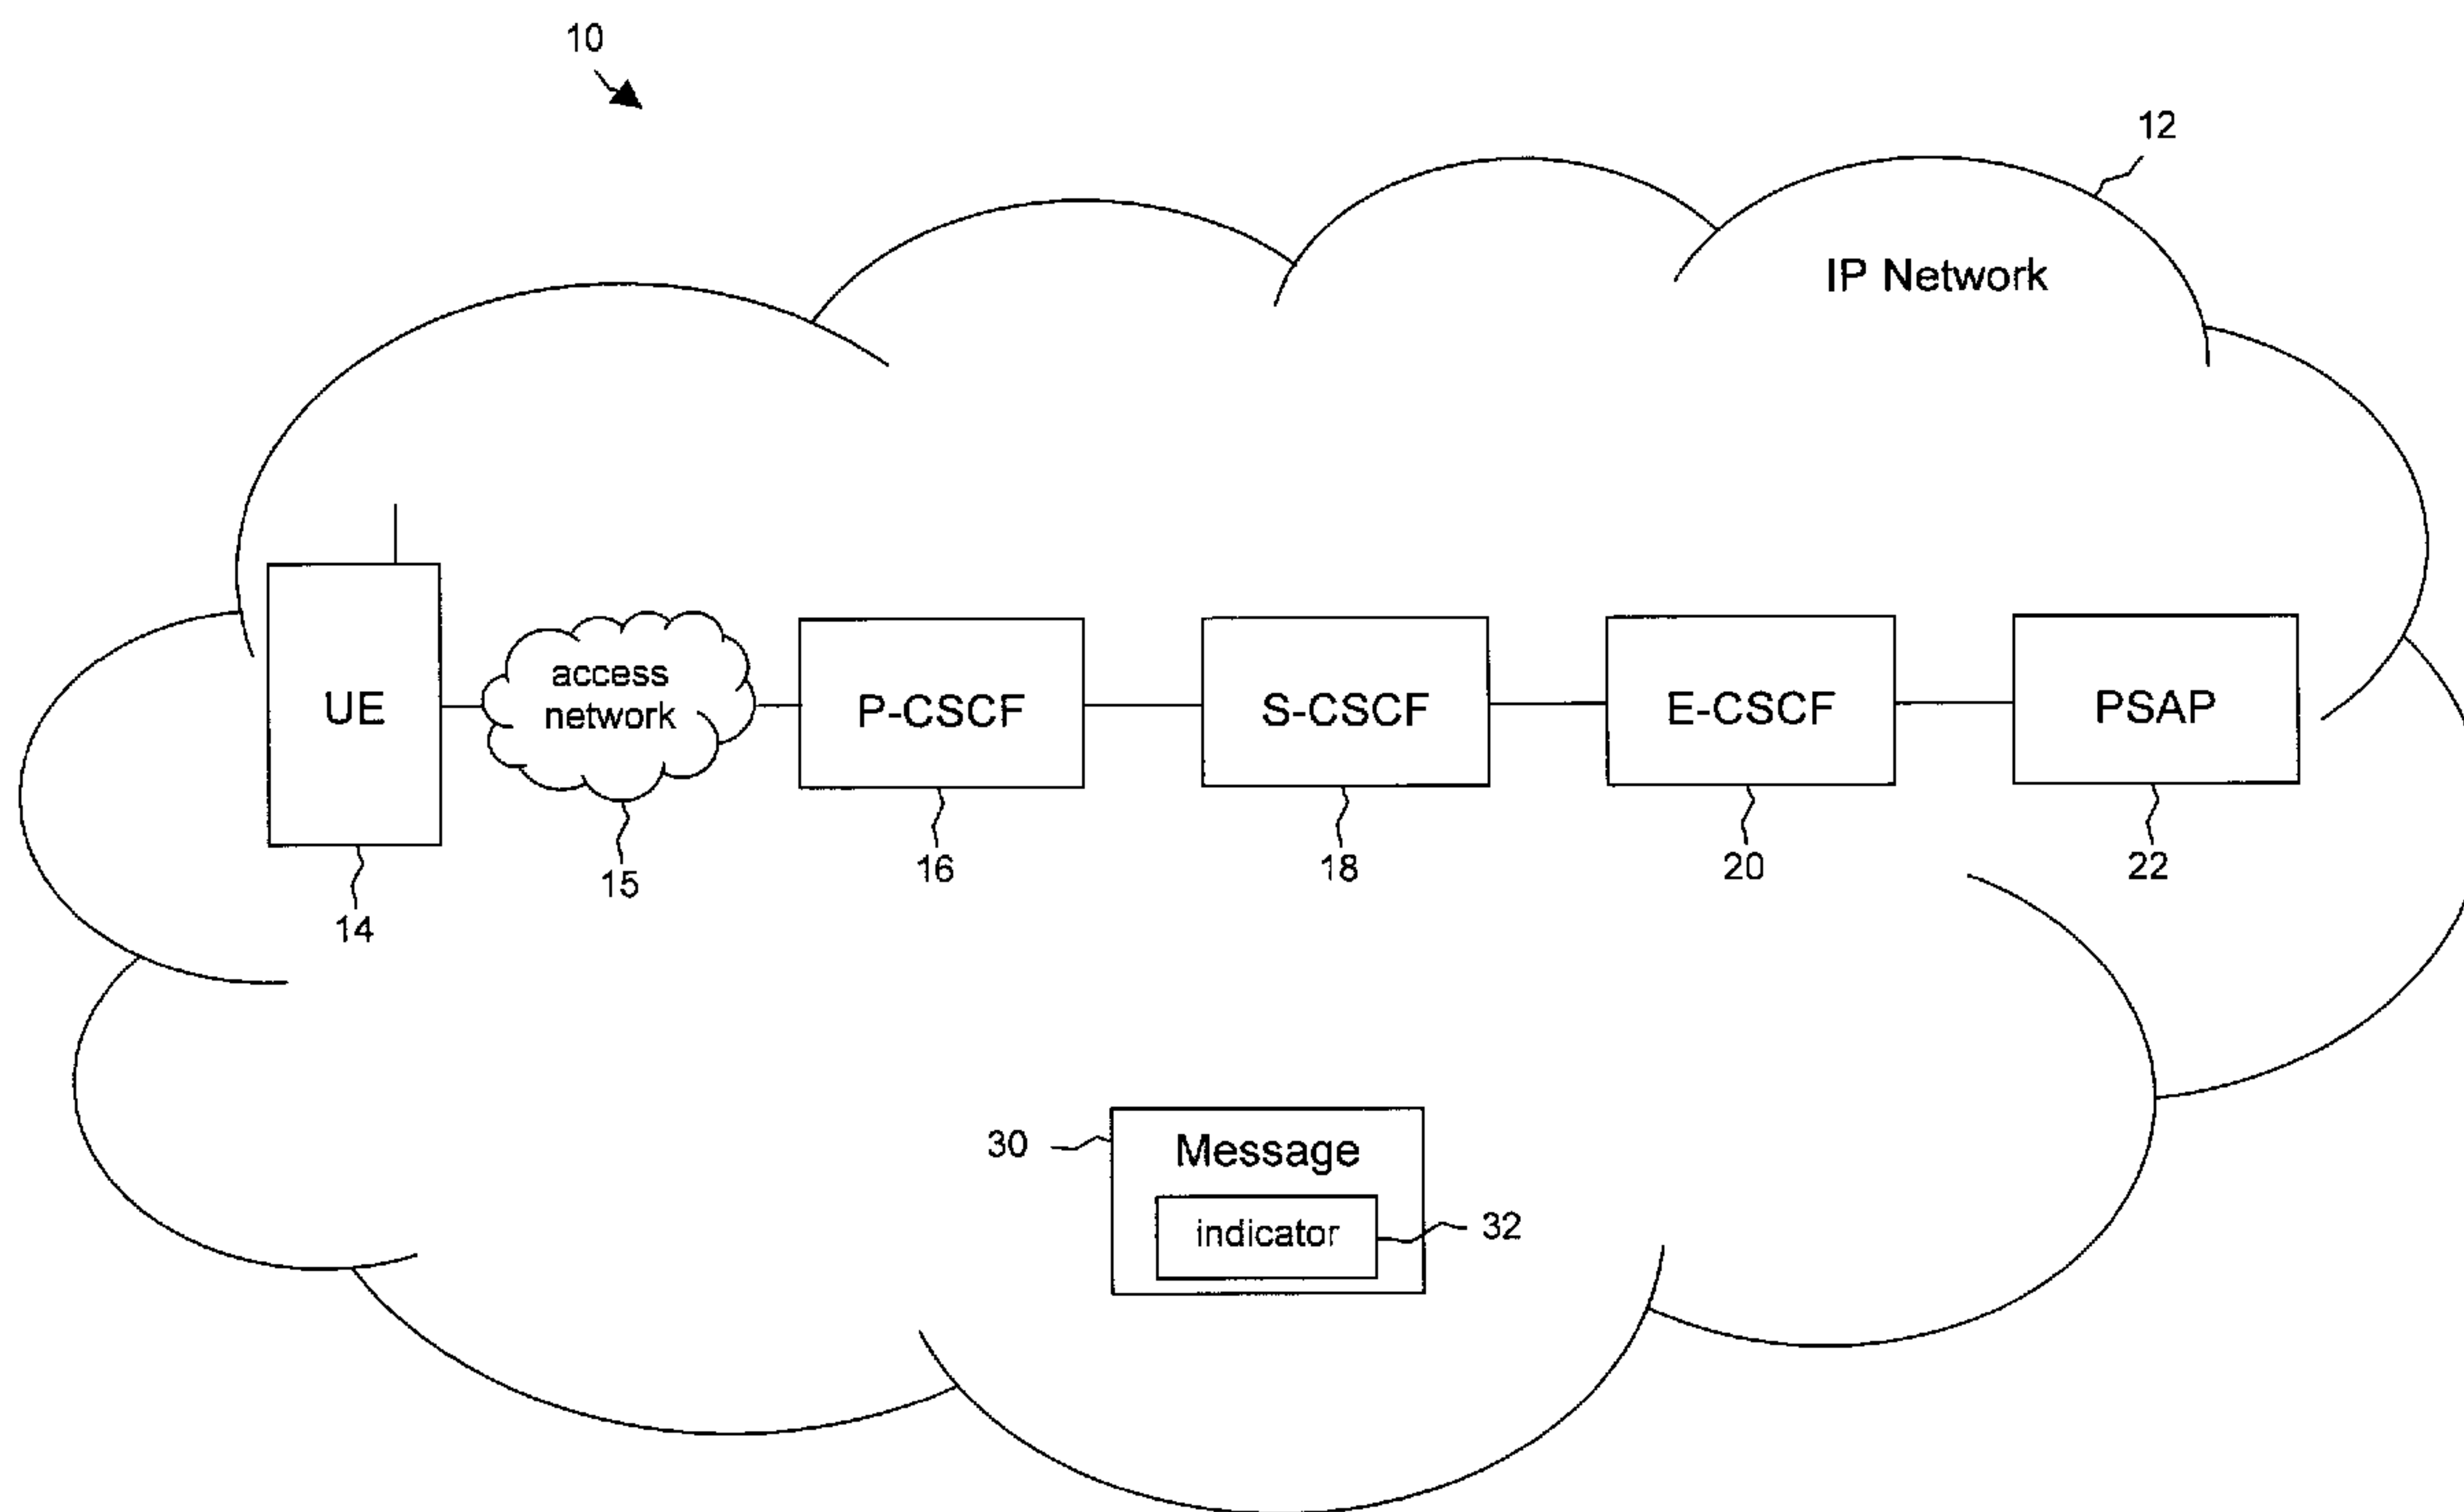 10
12
IP Network
UE
access
network
P-CSCF
S-CSCF
E-CSCF
PSAP
14
15
16
18
20
22
30
Message
indicator
32